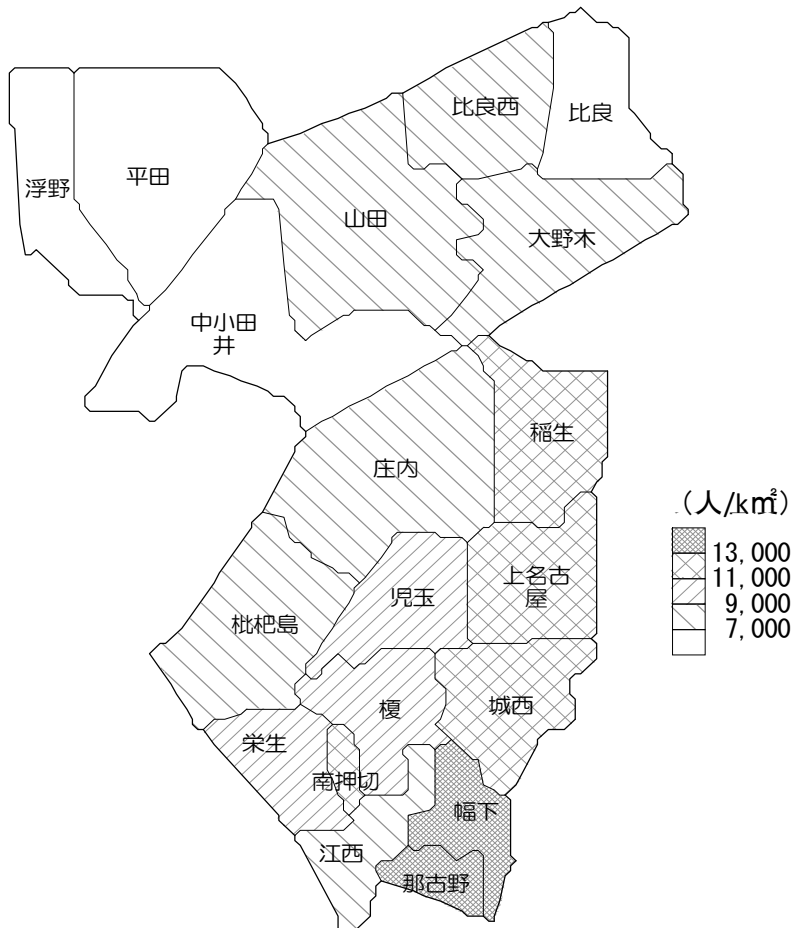 比良西
比良
浮野
平田
山田
大野木
中小田
井
稲生
庄内
(人/k㎡)
13,000
11,000
9,000
7,000
児玉
上名古
屋
枇杷島
榎
城西
栄生
南押切
幅下
江西
那古野